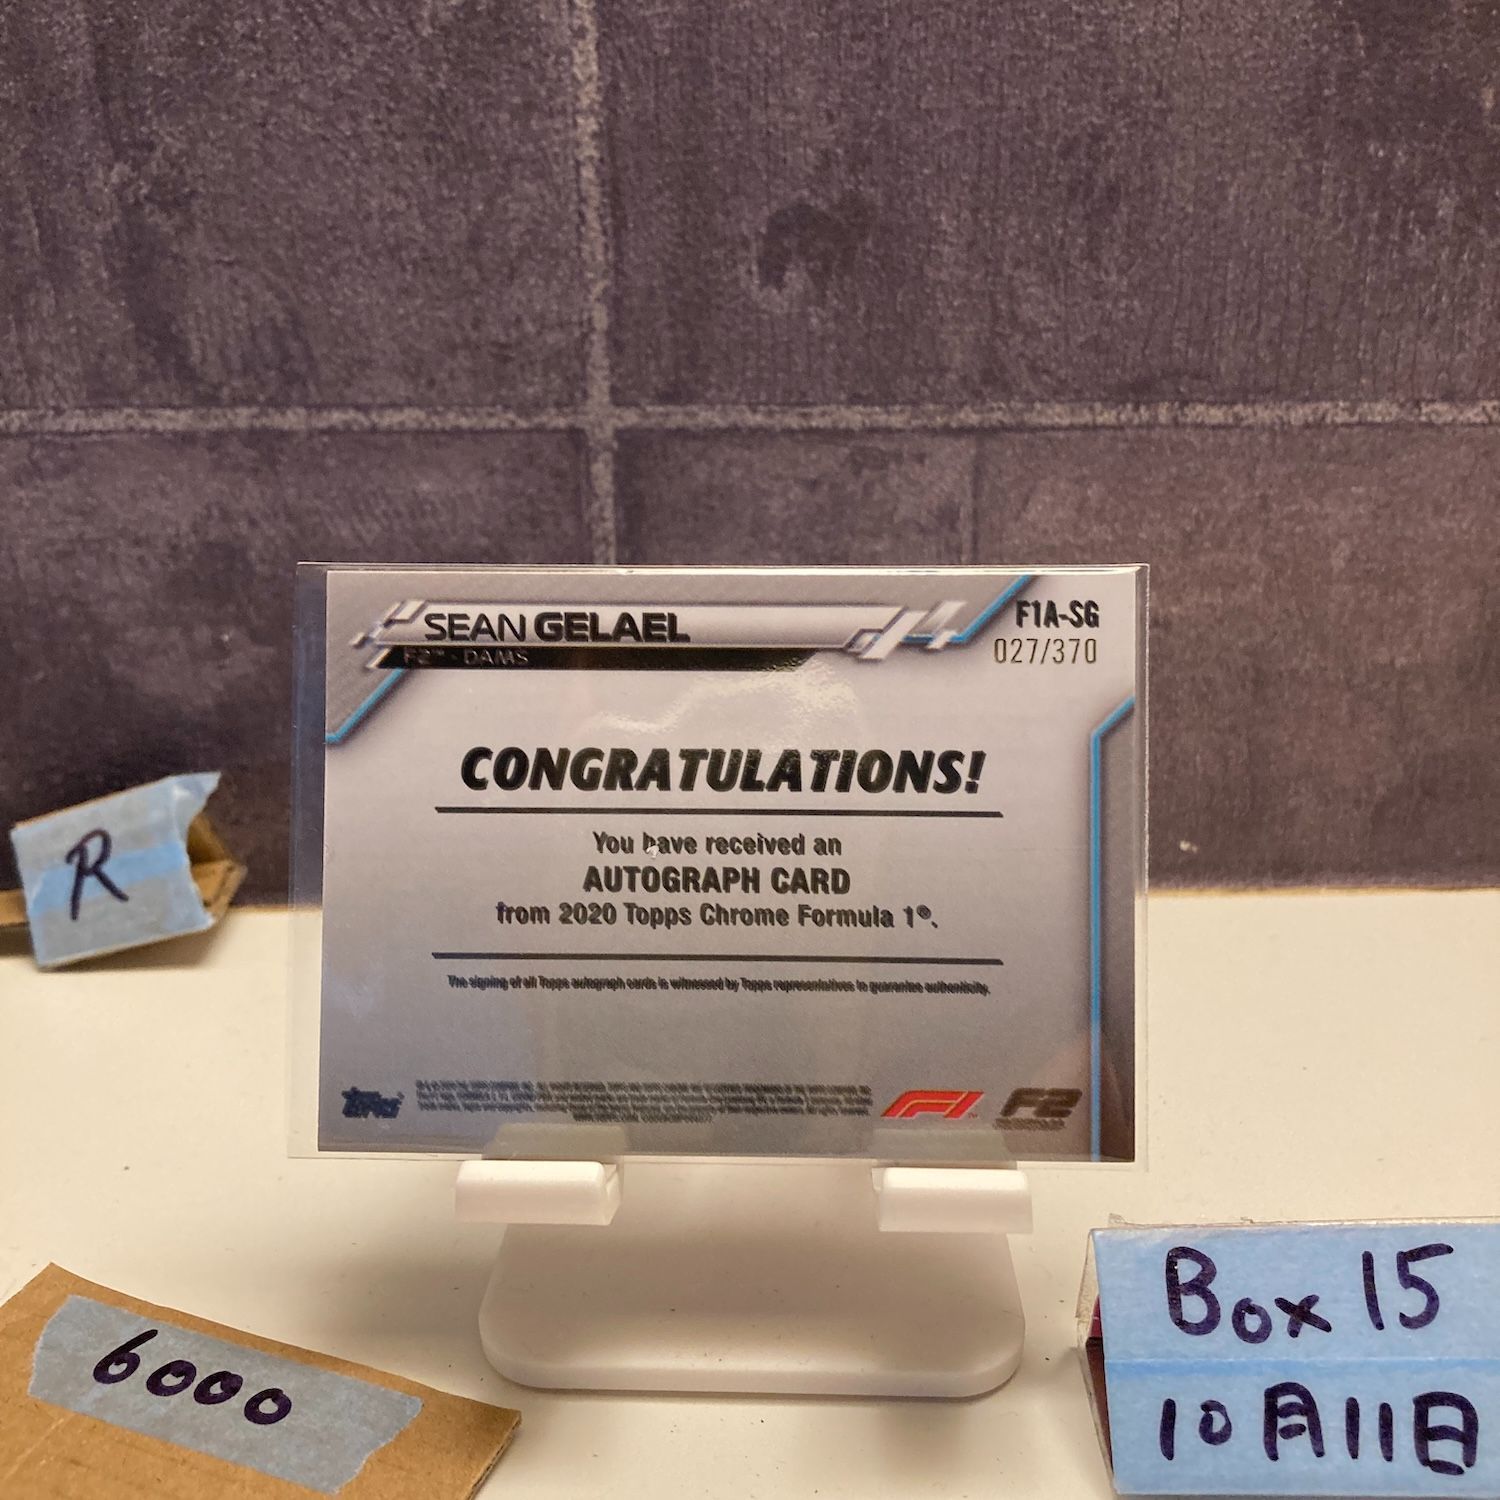 SEAN GELAEL
F2™ - DAMS
F1A-SG
027/370
CONGRATULATIONS!
You have received an
AUTOGRAPH CARD
from 2020 Topps Chrome Formula 1®.
The signing of all Topps autograph cards is witnessed by Topps representatives to guarantee authenticity.
Topps
F1
F2
R
6000
Box 15
10月11日